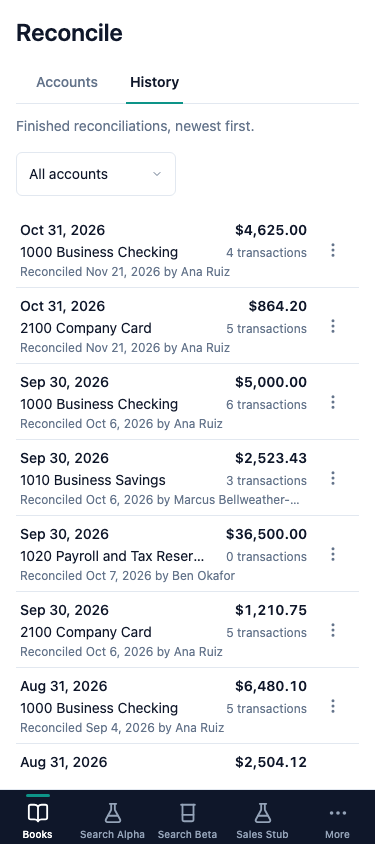 Reconcile
Accounts History
Finished reconciliations, newest first.
All accounts
Oct 31, 2026 $4,625.00
1000 Business Checking 4 transactions
Reconciled Nov 21, 2026 by Ana Ruiz
Oct 31, 2026 $864.20
2100 Company Card 5 transactions
Reconciled Nov 21, 2026 by Ana Ruiz
Sep 30, 2026 $5,000.00
1000 Business Checking 6 transactions
Reconciled Oct 6, 2026 by Ana Ruiz
Sep 30, 2026 $2,523.43
1010 Business Savings 3 transactions
Reconciled Oct 6, 2026 by Marcus Bellweather-...
Sep 30, 2026 $36,500.00
1020 Payroll and Tax Reser... 0 transactions
Reconciled Oct 7, 2026 by Ben Okafor
Sep 30, 2026 $1,210.75
2100 Company Card 5 transactions
Reconciled Oct 6, 2026 by Ana Ruiz
Aug 31, 2026 $6,480.10
1000 Business Checking 5 transactions
Reconciled Sep 4, 2026 by Ana Ruiz
Aug 31, 2026 $2,504.12
Books Search Alpha Search Beta Sales Stub More